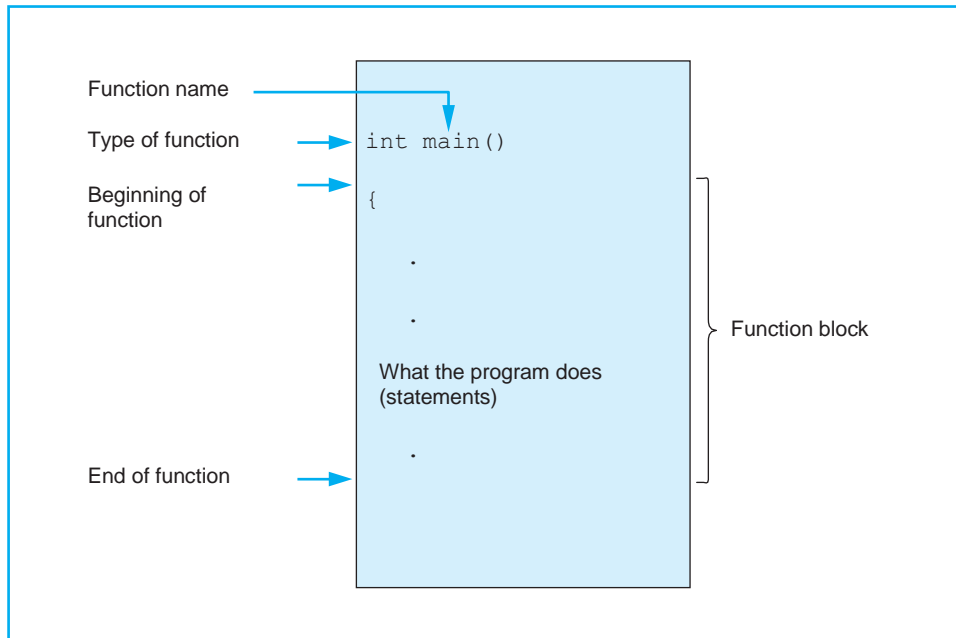 Function name
Type of function
int main()
Beginning of
function
{
.
.
Function block
What the program does
(statements)
.
End of function